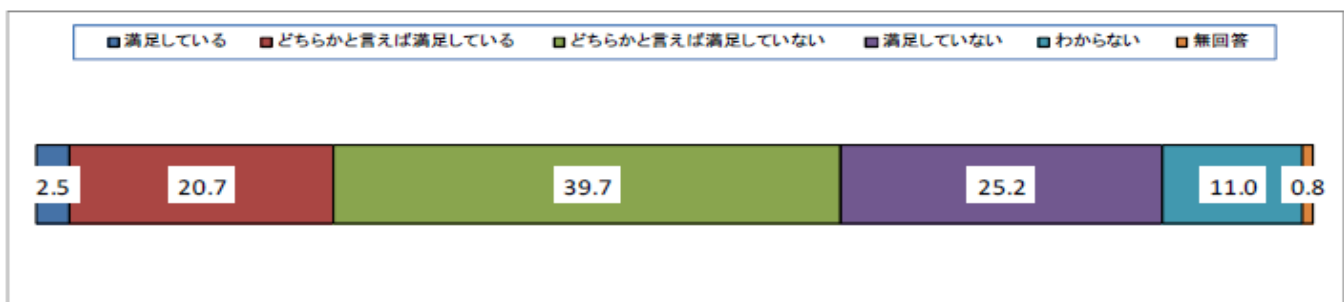 満足している どちらかと言えば満足している どちらかと言えば満足していない 満足していない わからない 無回答
2.5 20.7 39.7 25.2 11.0 0.8